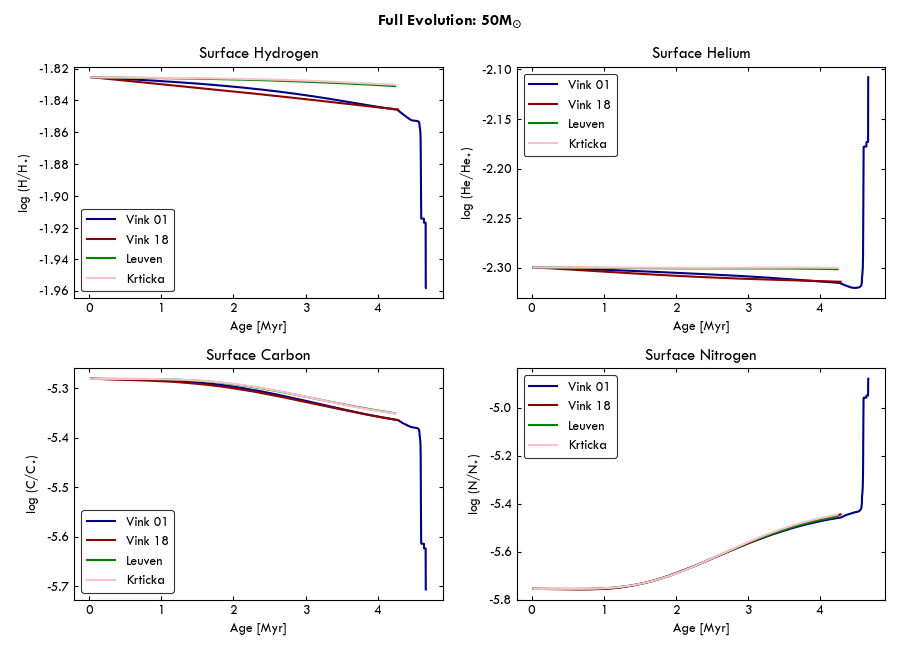 Full Evolution: 50M⊙
Surface Hydrogen
-1.82
-1.84
-1.86
-1.88
-1.90
-1.92
-1.94
-1.96
log (H/H⋆)
Vink 01
Vink 18
Leuven
Krticka
0 1 2 3 4
Age [Myr]
Surface Helium
-2.10
-2.15
-2.20
-2.25
-2.30
log (He/He⋆)
Vink 01
Vink 18
Leuven
Krticka
0 1 2 3 4
Age [Myr]
Surface Carbon
-5.3
-5.4
-5.5
-5.6
-5.7
log (C/C⋆)
Vink 01
Vink 18
Leuven
Krticka
0 1 2 3 4
Age [Myr]
Surface Nitrogen
-5.0
-5.2
-5.4
-5.6
-5.8
log (N/N⋆)
Vink 01
Vink 18
Leuven
Krticka
0 1 2 3 4
Age [Myr]